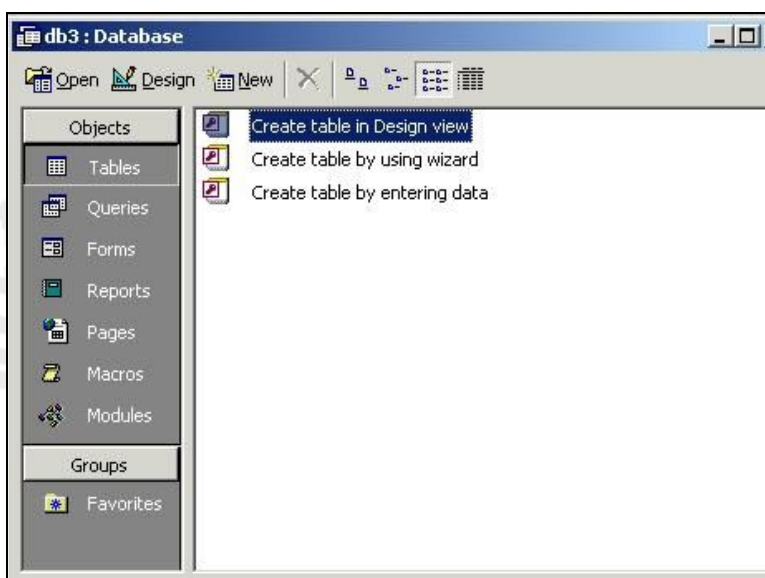 db3 : Database
Open Design New
Objects
Tables
Queries
Forms
Reports
Pages
Macros
Modules
Groups
Favorites
Create table in Design view
Create table by using wizard
Create table by entering data